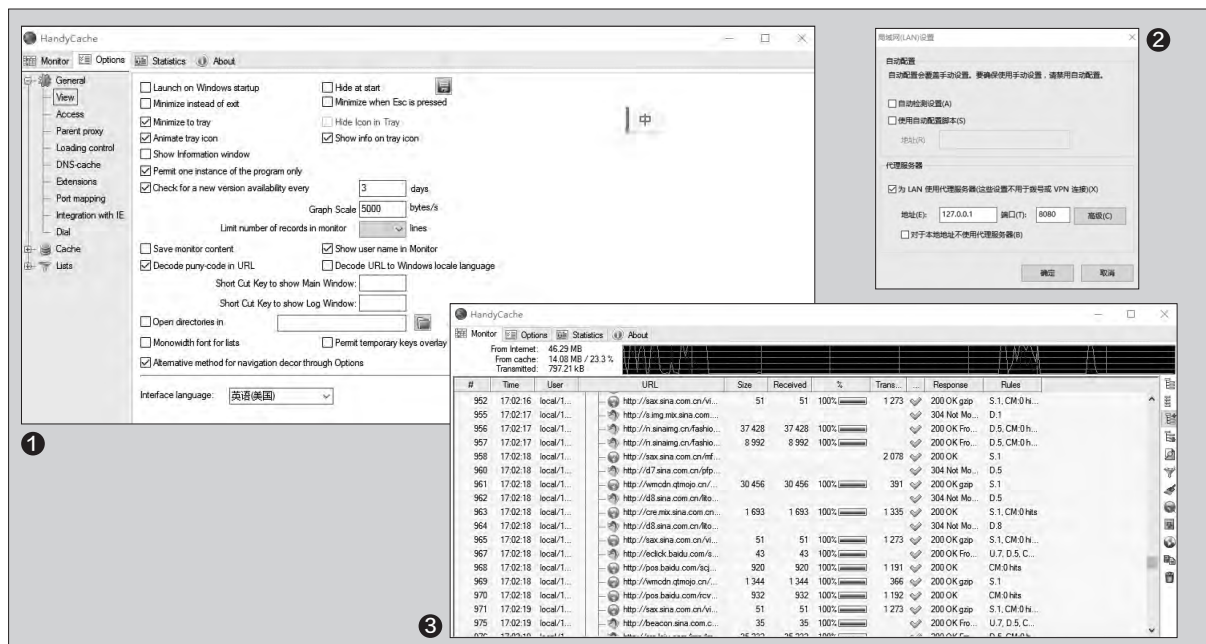 1
HandyCache
Monitor Options Statistics About
General
View
Access
Parent proxy
Loading control
DNS-cache
Extensions
Port mapping
Integration with IE
Dial
Cache
Lists
Launch on Windows startup Hide at start
Minimize instead of exit Minimize when Esc is pressed
Minimize to tray Hide Icon in Tray
Animate tray icon Show info on tray icon
Show Information window
Permit one instance of the program only
Check for a new version availability every 3 days
Graph Scale 5000 bytes/s
Limit number of records in monitor lines
Save monitor content Show user name in Monitor
Decode puny-code in URL Decode URL to Windows locale language
Short Cut Key to show Main Window:
Short Cut Key to show Log Window:
Open directories in
Monowidth font for lists Permit temporary keys overlay
Alternative method for navigation decor through Options
Interface language: 英语(美国)
中
2
局域网(LAN)设置
自动配置
自动配置会覆盖手动设置。要确保使用手动设置，请禁用自动配置。
自动检测设置(A)
使用自动配置脚本(S)
地址(R)
代理服务器
为 LAN 使用代理服务器(这些设置不用于拨号或 VPN 连接)(X)
地址(E): 127.0.0.1 端口(T): 8080 高级(C)
对于本地地址不使用代理服务器(B)
确定 取消
3
HandyCache
Monitor Options Statistics About
From Internet: 46.29 MB
From cache: 14.08 MB / 23.3 %
Transmitted: 797.21 kB
# Time User URL Size Received % Trans... ... Response Rules
952 17:02:16 local/1... http://sax.sina.com.cn/vi... 51 51 100% 1 273 200 OK gzip S.1, CM:0 hi...
955 17:02:17 local/1... http://s.img.mix.sina.com.... 304 Not Mo... D.1
956 17:02:17 local/1... http://n.sinaimg.cn/fashio... 37 428 37 428 100% 200 OK Fro... D.5, CM:0 h...
957 17:02:17 local/1... http://n.sinaimg.cn/fashio... 8 992 8 992 100% 200 OK Fro... D.5, CM:0 h...
958 17:02:18 local/1... http://sax.sina.com.cn/mf... 2 078 200 OK S.1
960 17:02:18 local/1... http://d7.sina.com.cn/pfp... 304 Not Mo... D.5
961 17:02:18 local/1... http://wmcdn.qtmojo.cn/... 30 456 30 456 100% 391 200 OK gzip S.1
962 17:02:18 local/1... http://d8.sina.com.cn/lito... 304 Not Mo... D.5
963 17:02:18 local/1... http://cre.mix.sina.com.cn... 1 693 1 693 100% 1 335 200 OK S.1, CM:0 hits
964 17:02:18 local/1... http://d8.sina.com.cn/lito... 304 Not Mo... D.8
965 17:02:18 local/1... http://sax.sina.com.cn/vi... 51 51 100% 1 273 200 OK gzip S.1, CM:0 hi...
967 17:02:18 local/1... http://eclick.baidu.com/s... 43 43 100% 200 OK Fro... U.7, D.5, C...
968 17:02:18 local/1... http://pos.baidu.com/scj... 920 920 100% 1 191 200 OK CM:0 hits
969 17:02:18 local/1... http://wmcdn.qtmojo.cn/... 1 344 1 344 100% 366 200 OK gzip S.1
970 17:02:18 local/1... http://pos.baidu.com/rcv... 932 932 100% 1 192 200 OK CM:0 hits
971 17:02:19 local/1... http://sax.sina.com.cn/vi... 51 51 100% 1 273 200 OK gzip S.1, CM:0 hi...
975 17:02:19 local/1... http://beacon.sina.com.c... 35 35 100% 200 OK Fro... U.7, D.5, C...